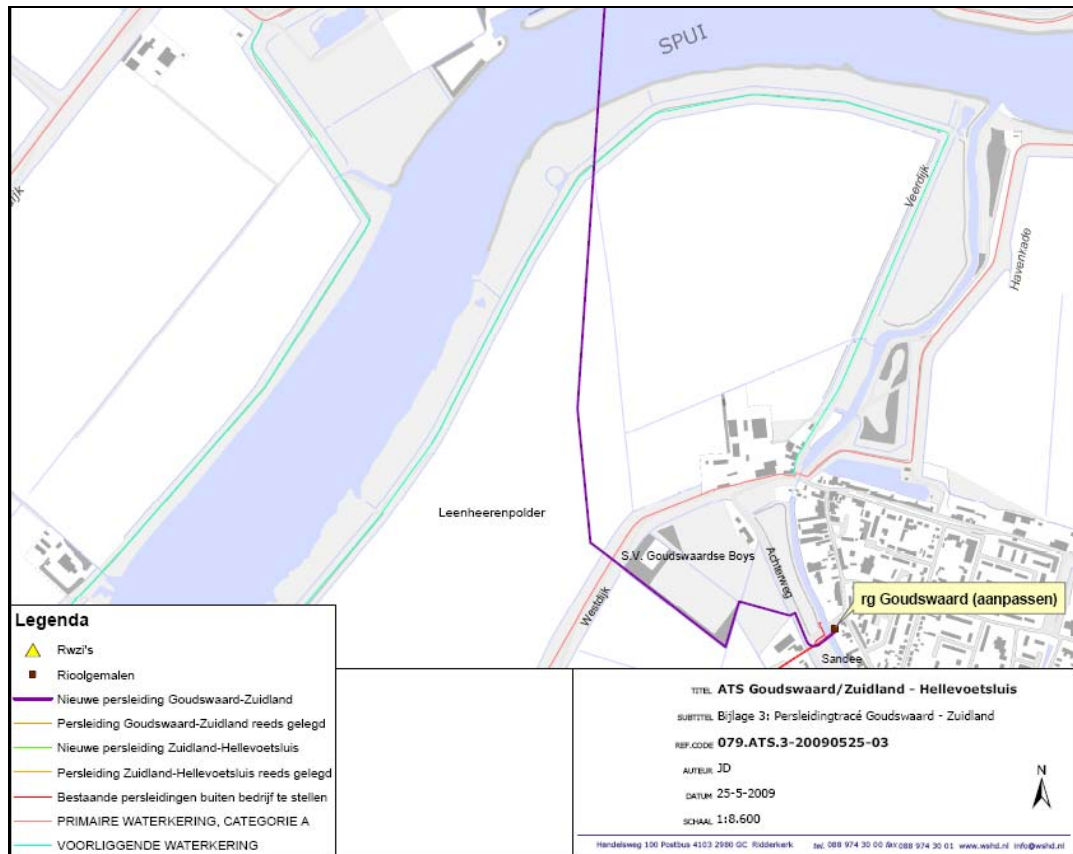 SPUI
Veerdijk
Havenrade
Leenheerenpolder
S.V. Goudswaardse Boys
Achterweg
Westdijk
rg Goudswaard (aanpassen)
Sandee
Legenda
Rwzi's
Rioolgemalen
Nieuwe persleiding Goudswaard-Zuidland
Persleiding Goudswaard-Zuidland reeds gelegd
Nieuwe persleiding Zuidland-Hellevoetsluis
Persleiding Zuidland-Hellevoetsluis reeds gelegd
Bestaande persleidingen buiten bedrijf te stellen
PRIMAIRE WATERKERING, CATEGORIE A
VOORLIGGENDE WATERKERING
TITEL ATS Goudswaard/Zuidland - Hellevoetsluis
SUBTITEL Bijlage 3: Persleidingtracé Goudswaard - Zuidland
REF.CODE 079.ATS.3-20090525-03
AUTEUR JD
DATUM 25-5-2009
SCHAAL 1:8.600
N
Handelsweg 100 Postbus 4103 2980 GC Ridderkerk tel. 088 974 30 00 fax 088 974 30 01 www.wshd.nl info@wshd.nl